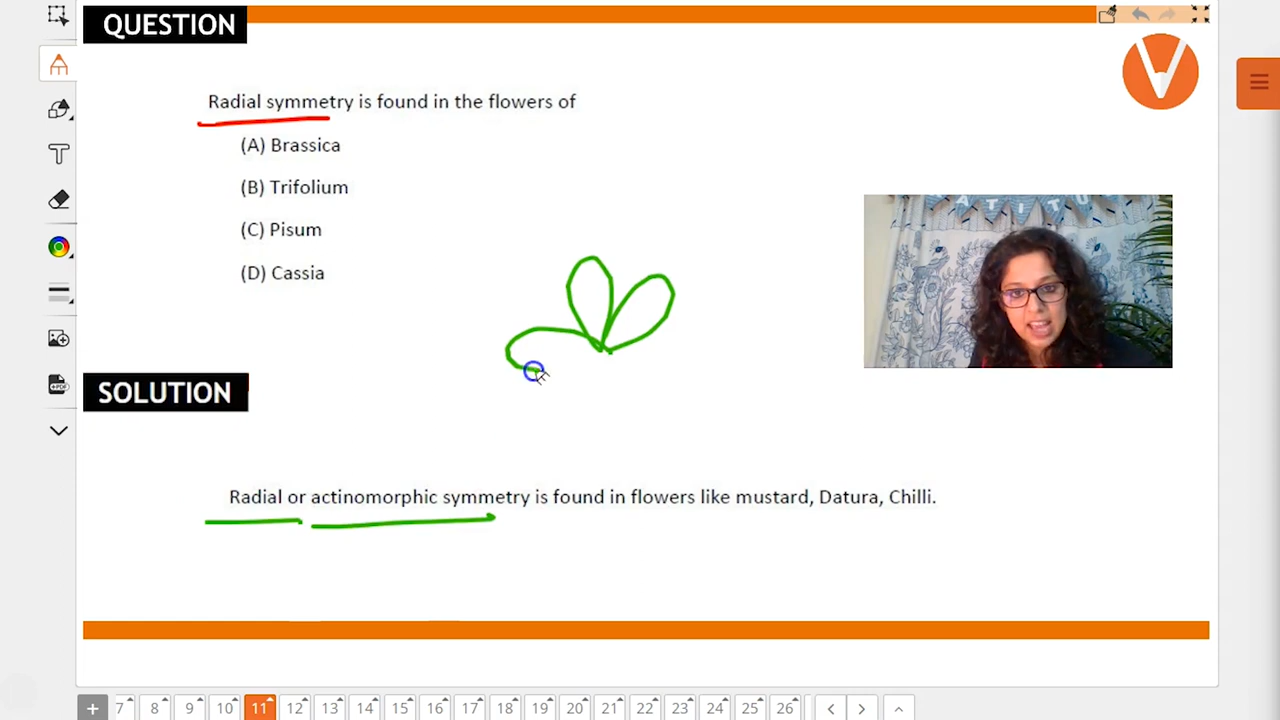 QUESTION
Radial symmetry is found in the flowers of
(A) Brassica
(B) Trifolium
(C) Pisum
(D) Cassia
ATITU
SOLUTION
Radial or actinomorphic symmetry is found in flowers like mustard, Datura, Chilli.
7 8 9 10 11 12 13 14 15 16 17 18 19 20 21 22 23 24 25 26